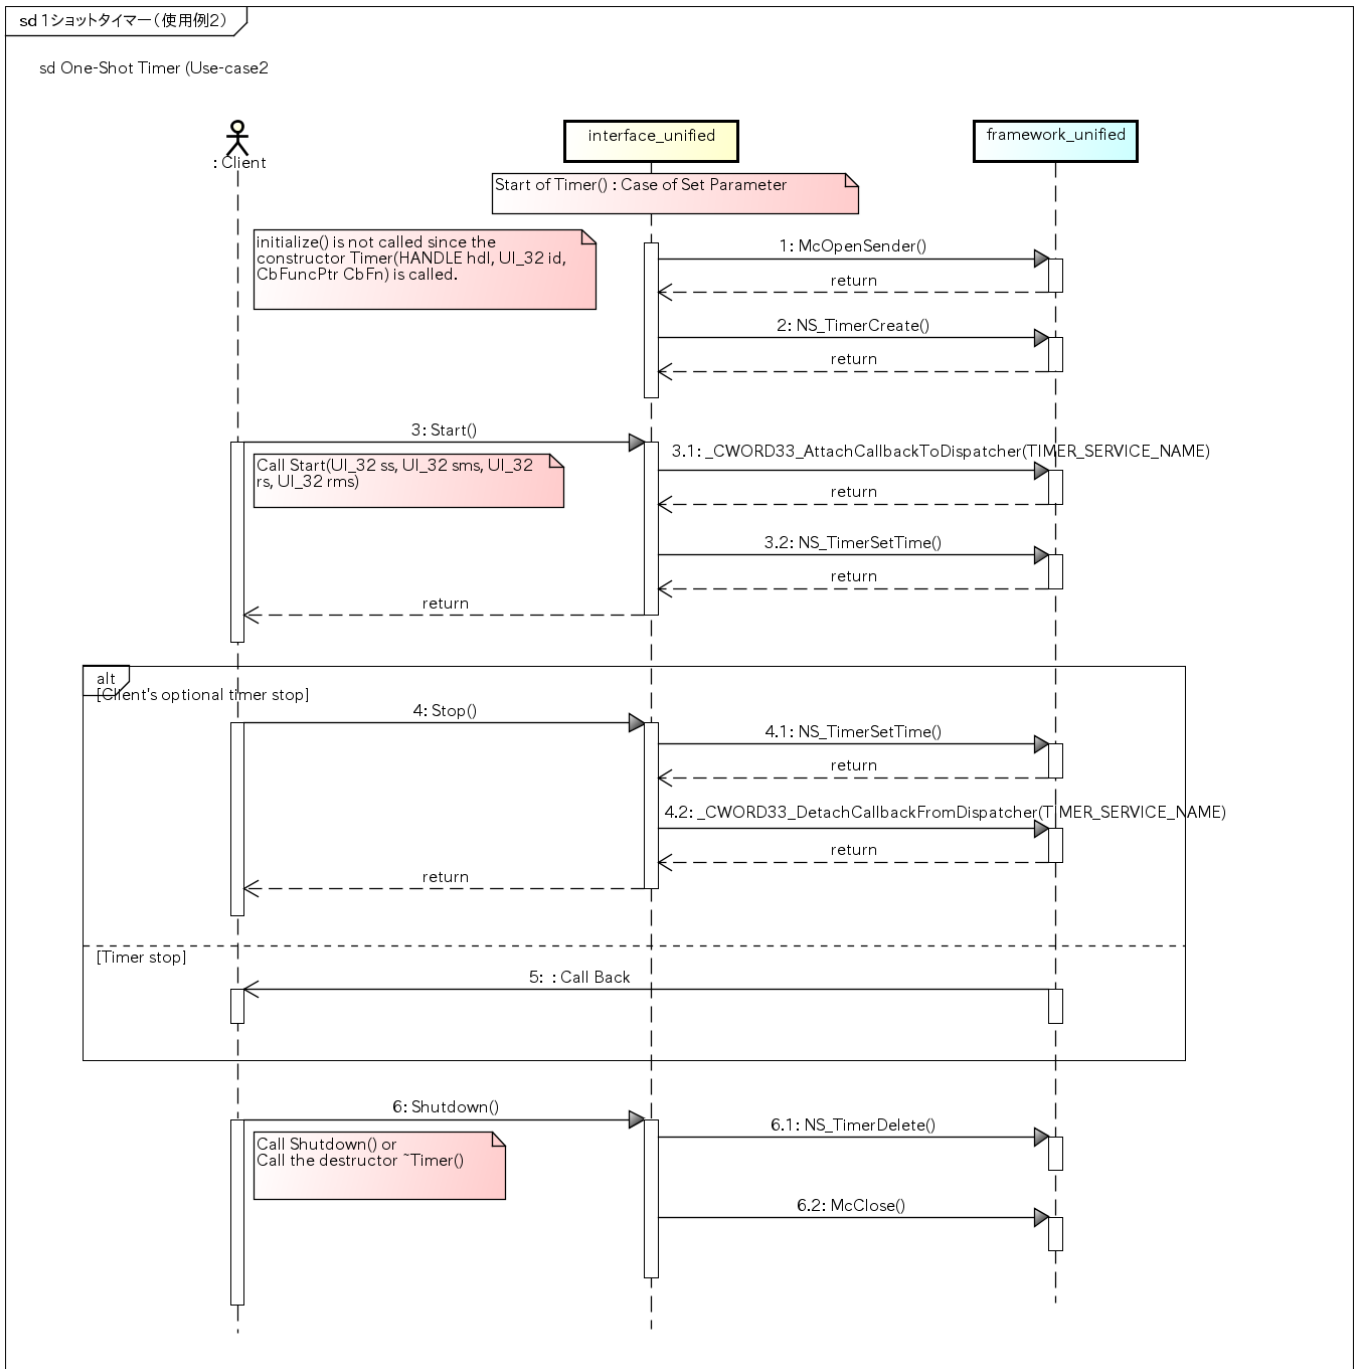 sd 1ショットタイマー(使用例2)
sd One-Shot Timer (Use-case2
: Client
interface_unified
framework_unified
Start of Timer() : Case of Set Parameter
initialize() is not called since the
constructor Timer(HANDLE hdl, UI_32 id,
CbFuncPtr CbFn) is called.
1: McOpenSender()
return
2: NS_TimerCreate()
return
3: Start()
Call Start(UI_32 ss, UI_32 sms, UI_32
rs, UI_32 rms)
3.1: _CWORD33_AttachCallbackToDispatcher(TIMER_SERVICE_NAME)
return
3.2: NS_TimerSetTime()
return
return
alt
[Client's optional timer stop]
4: Stop()
4.1: NS_TimerSetTime()
return
4.2: _CWORD33_DetachCallbackFromDispatcher(TIMER_SERVICE_NAME)
return
return
[Timer stop]
5: : Call Back
6: Shutdown()
Call Shutdown() or
Call the destructor ~Timer()
6.1: NS_TimerDelete()
6.2: McClose()